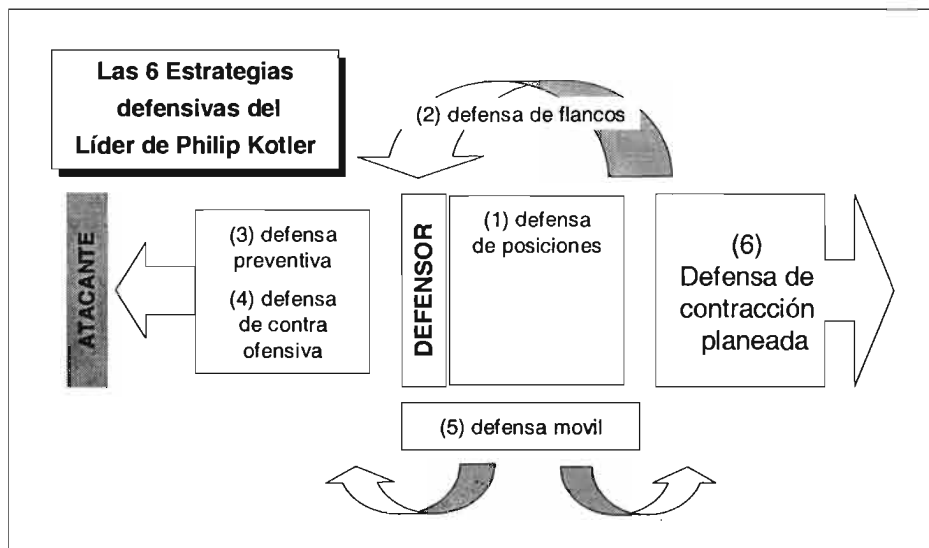 Las 6 Estrategias
defensivas del
Líder de Philip Kotler
(2) defensa de flancos
ATACANTE
(3) defensa
preventiva
(4) defensa
de contra
ofensiva
DEFENSOR
(1) defensa
de posiciones
(6)
Defensa de
contracción
planeada
(5) defensa movil